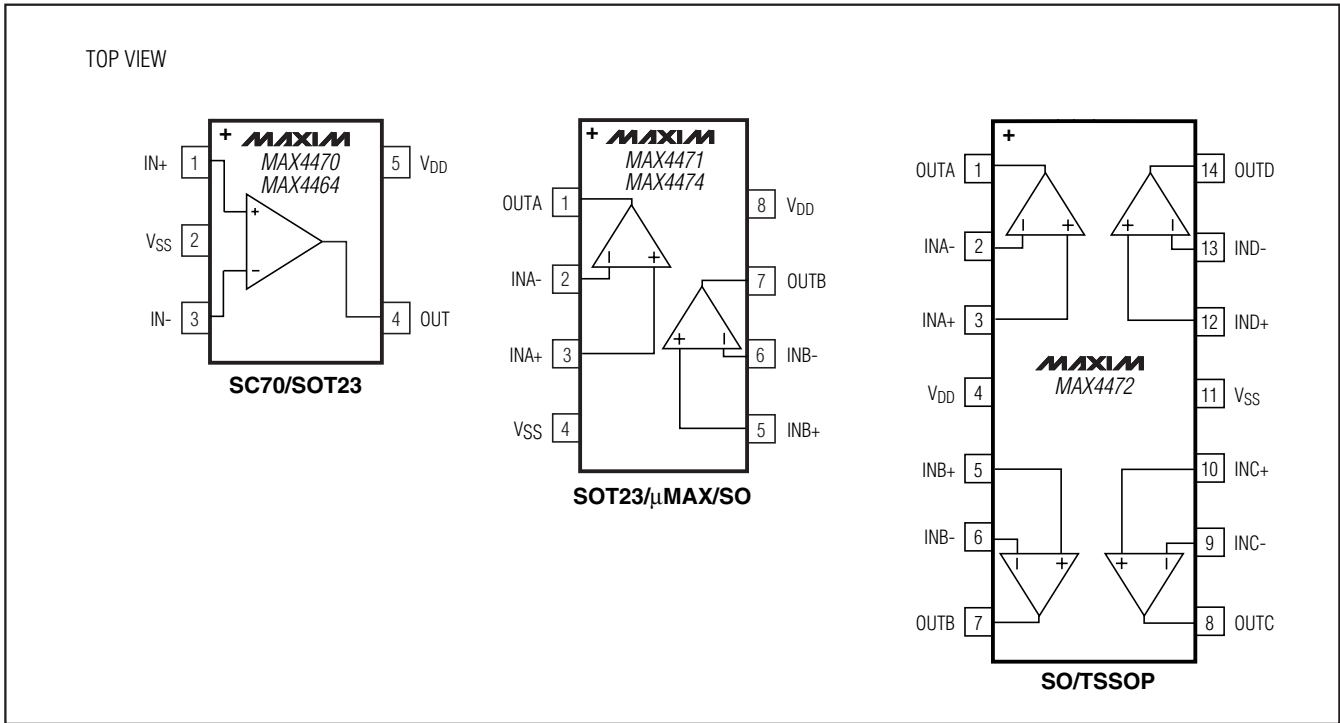 TOP VIEW
+ MAXIM
MAX4470
MAX4464
IN+ 1
5 VDD
VSS 2
+
−
IN- 3
4 OUT
SC70/SOT23
+ MAXIM
MAX4471
MAX4474
OUTA 1
8 VDD
INA- 2
− +
7 OUTB
INA+ 3
+ −
6 INB-
VSS 4
5 INB+
SOT23/µMAX/SO
+
OUTA 1
14 OUTD
INA- 2
− +
+ −
13 IND-
INA+ 3
12 IND+
MAXIM
MAX4472
VDD 4
11 VSS
INB+ 5
10 INC+
INB- 6
9 INC-
− +
+ −
OUTB 7
8 OUTC
SO/TSSOP